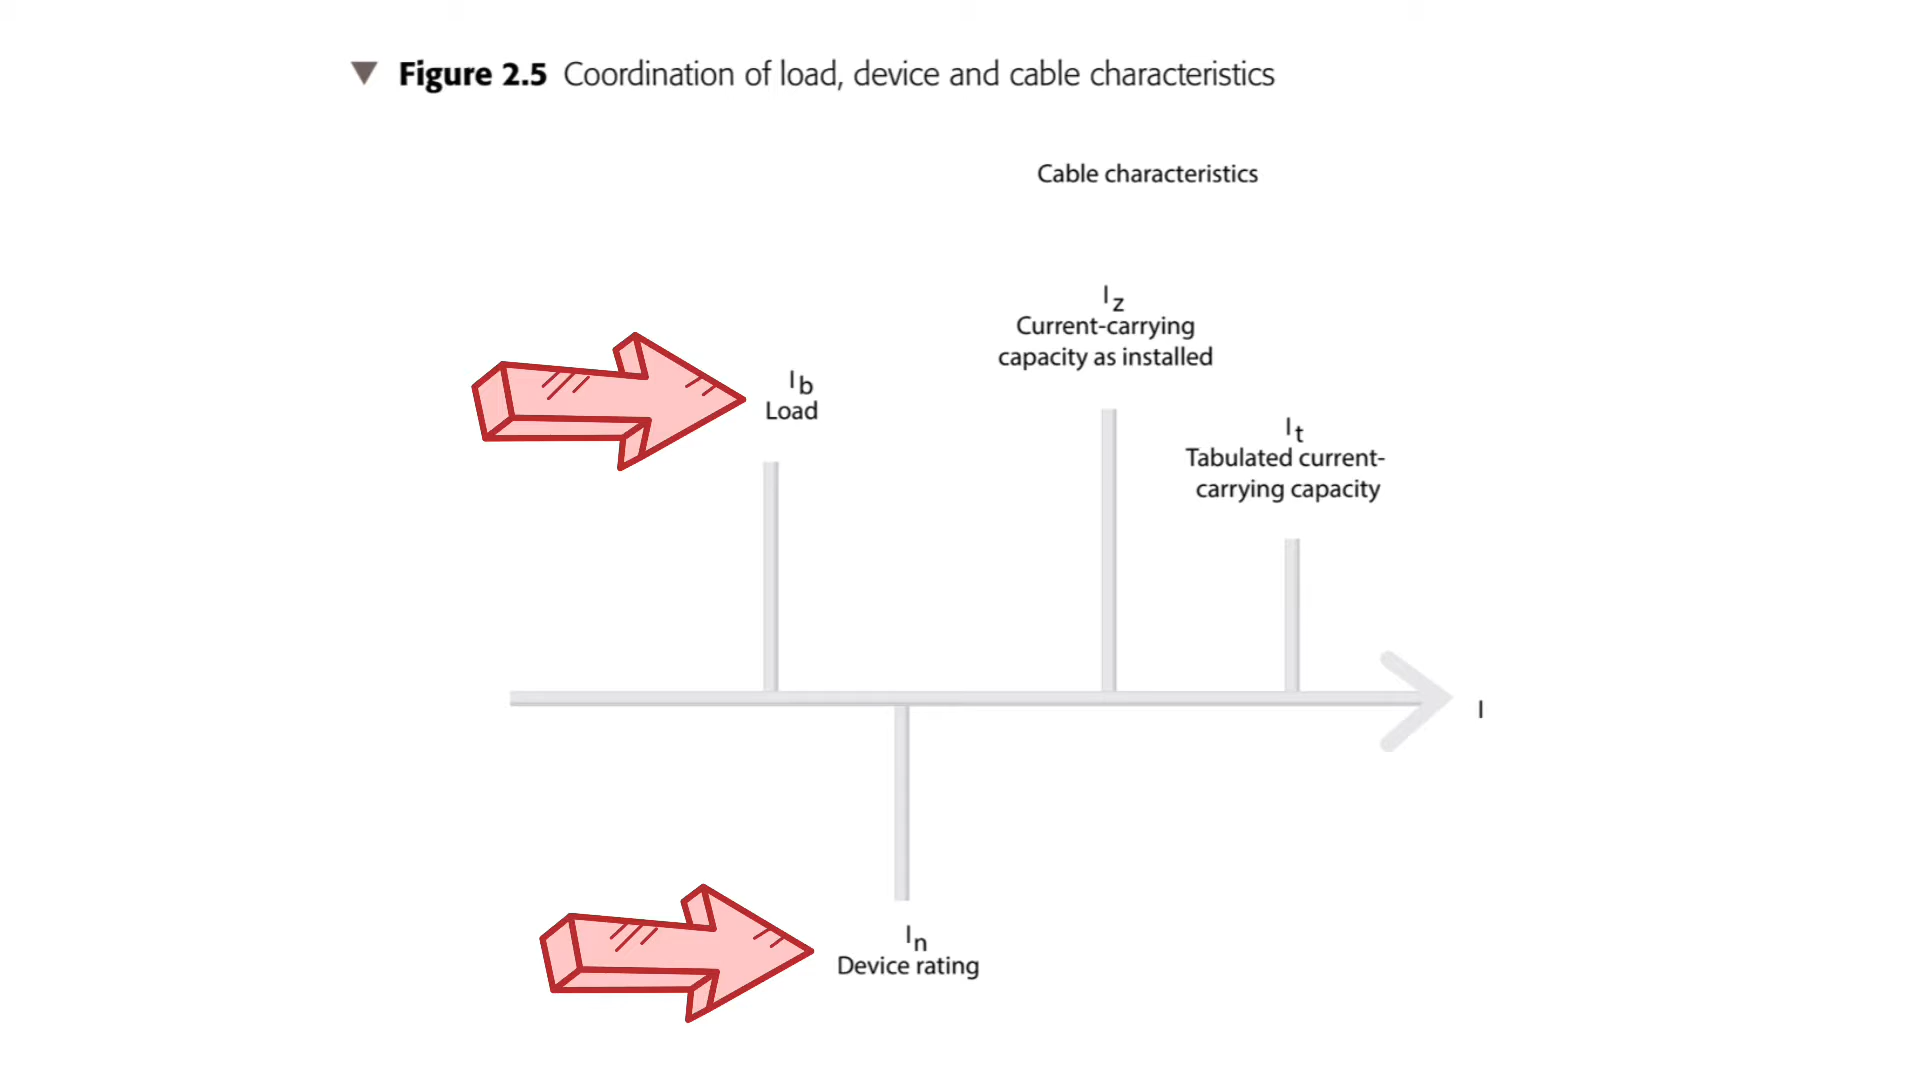 ▼ Figure 2.5 Coordination of load, device and cable characteristics
Cable characteristics
Iz
Current-carrying
capacity as installed
Ib
Load
It
Tabulated current-
carrying capacity
I
In
Device rating